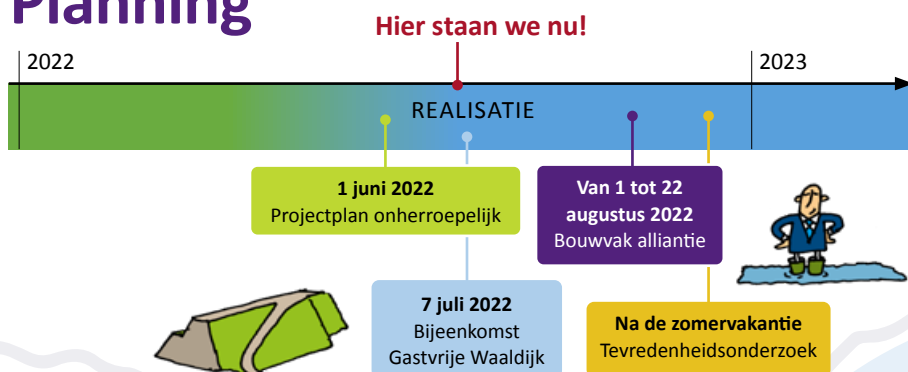 Planning
Hier staan we nu!
2022
2023
REALISATIE
1 juni 2022
Projectplan onherroepelijk
Van 1 tot 22
augustus 2022
Bouwvak alliantie
7 juli 2022
Bijeenkomst
Gastvrije Waaldijk
Na de zomervakantie
Tevredenheidsonderzoek